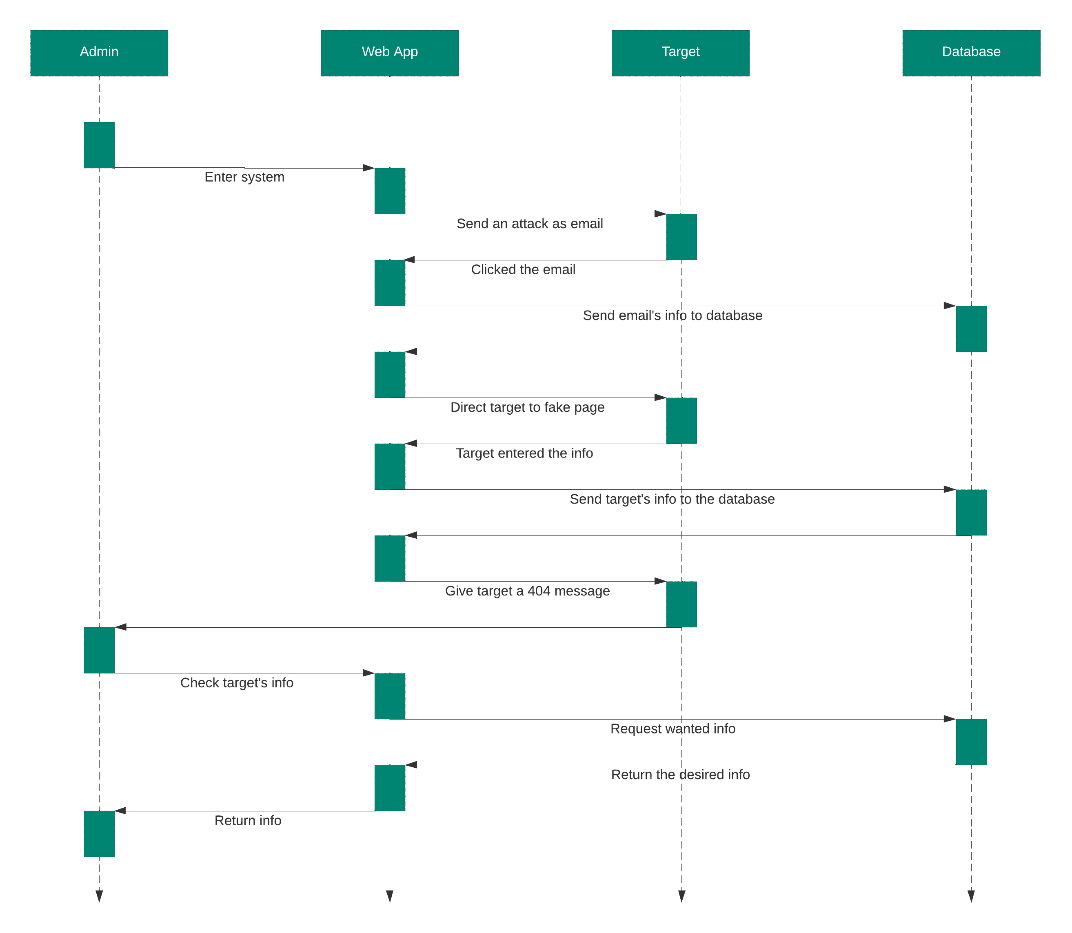 Admin
Web App
Target
Database
Enter system
Send an attack as email
Clicked the email
Send email's info to database
Direct target to fake page
Target entered the info
Send target's info to the database
Give target a 404 message
Check target's info
Request wanted info
Return the desired info
Return info